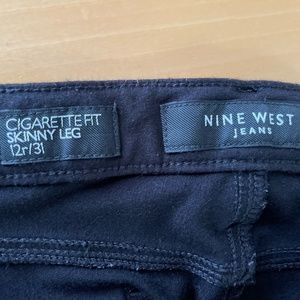 CIGARETTE FIT
SKINNY LEG
12r/31
NINE WEST
JEANS